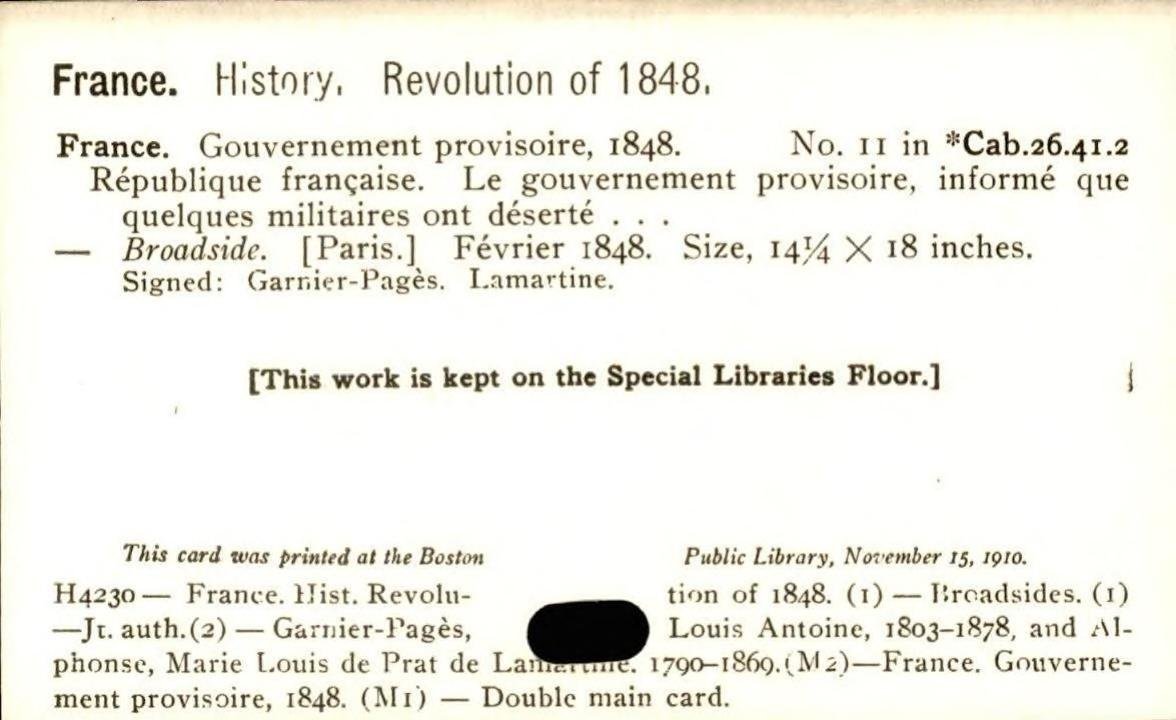 France. History. Revolution of 1848.
France. Gouvernement provisoire, 1848. No. 11 in *Cab.26.41.2
République française. Le gouvernement provisoire, informé que
quelques militaires ont déserté . . .
— Broadside. [Paris.] Février 1848. Size, 14¼ × 18 inches.
Signed: Garnier-Pagès. Lamartine.
[This work is kept on the Special Libraries Floor.]
This card was printed at the Boston Public Library, November 15, 1910.
H4230 — France. Hist. Revolu- tion of 1848. (1) — Broadsides. (1)
—Jt. auth.(2) — Garnier-Pagès, Louis Antoine, 1803–1878, and Al-
phonse, Marie Louis de Prat de Lamartine. 1790–1869.(M2)—France. Gouverne-
ment provisoire, 1848. (M1) — Double main card.